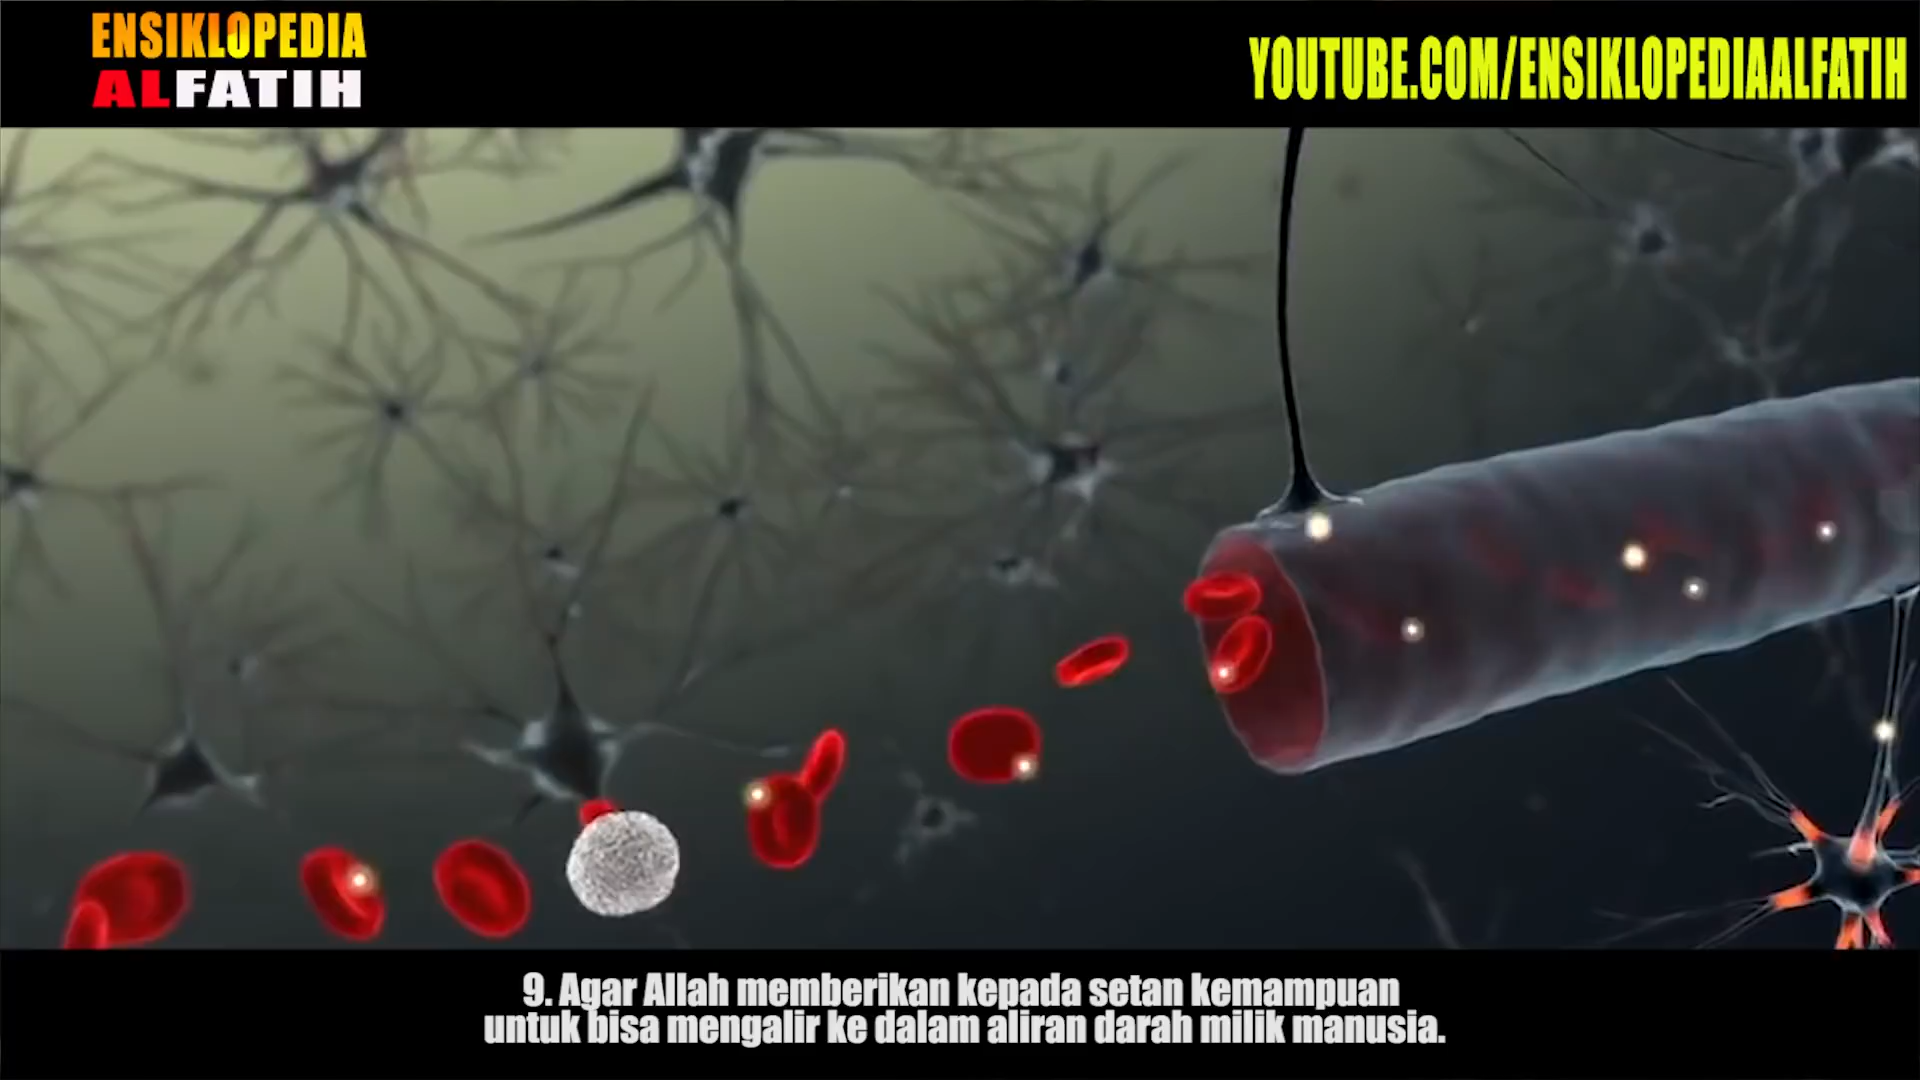 ENSIKLOPEDIA
ALFATIH
YOUTUBE.COM/ENSIKLOPEDIAALFATIH
9. Agar Allah memberikan kepada setan kemampuan
untuk bisa mengalir ke dalam aliran darah milik manusia.